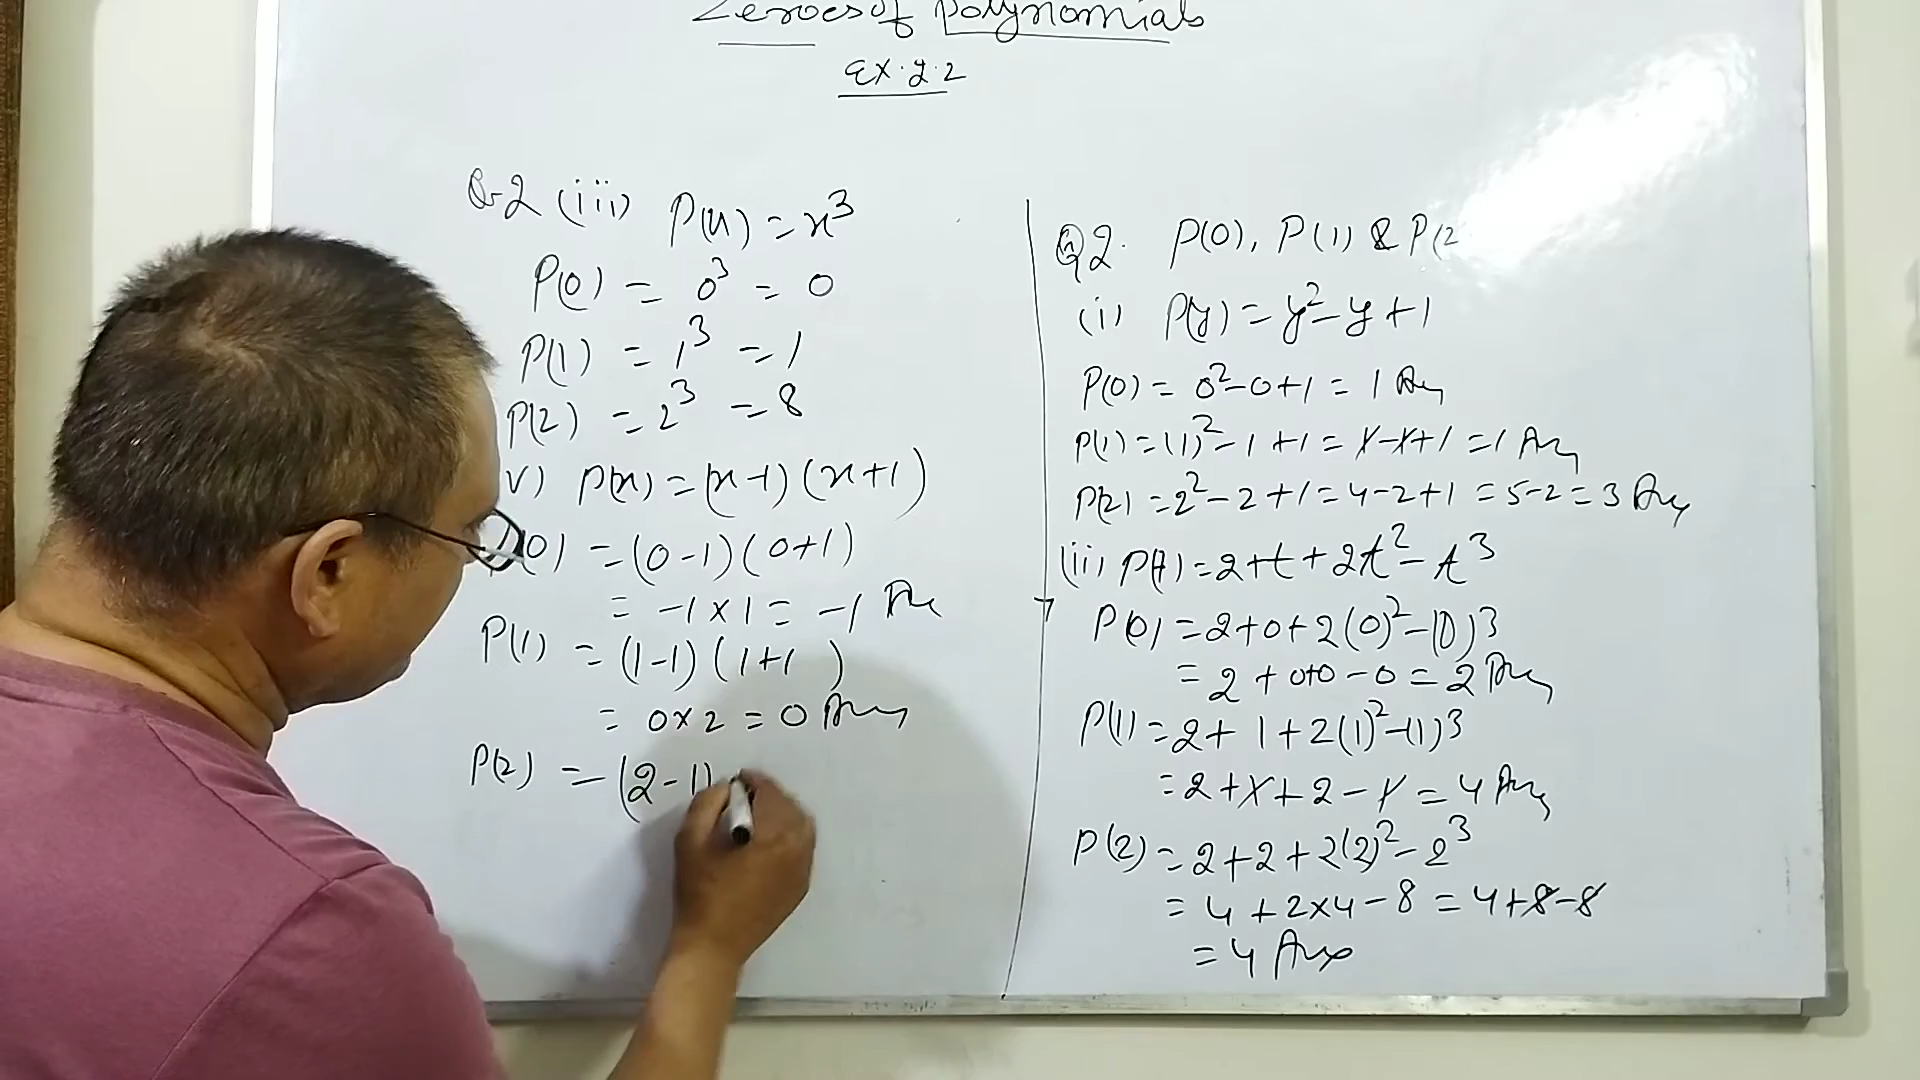 Zeroes of Polynomials
Ex. 2.2
Q-2 (iii) P(x) = x³
P(0) = 0³ = 0
P(1) = 1³ = 1
P(2) = 2³ = 8
v) P(x) = (x-1) (x+1)
(0) = (0-1) (0+1)
= -1 × 1 = -1 Ans
P(1) = (1-1) (1+1)
= 0×2 = 0 Ans
P(2) = (2-1)
Q2. P(0), P(1) & P(2
(i) P(y) = y² - y + 1
P(0) = 0² - 0 + 1 = 1 Ans
P(1) = (1)² - 1 + 1 = 1 - 1 + 1 = 1 Ans
P(2) = 2² - 2 + 1 = 4 - 2 + 1 = 5 - 2 = 3 Ans
(ii) P(t) = 2 + t + 2t² - t³
P(0) = 2 + 0 + 2(0)² - (0)³
= 2 + 0+0 - 0 = 2 Ans
P(1) = 2 + 1 + 2(1)² - (1)³
= 2 + 1 + 2 - 1 = 4 Ans
P(2) = 2 + 2 + 2(2)² - 2³
= 4 + 2×4 - 8 = 4 + 8 - 8
= 4 Ans